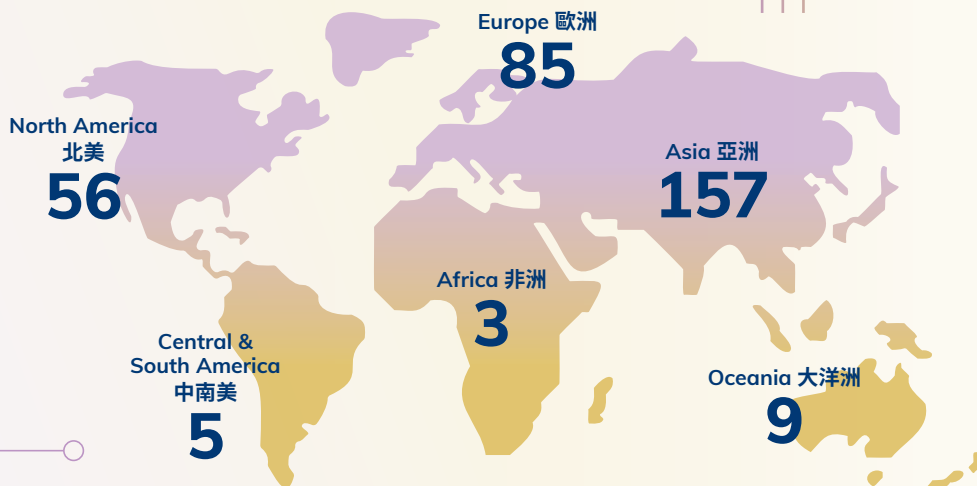 Europe 歐洲
85
North America
北美
56
Asia 亞洲
157
Africa 非洲
3
Central &
South America
中南美
5
Oceania 大洋洲
9